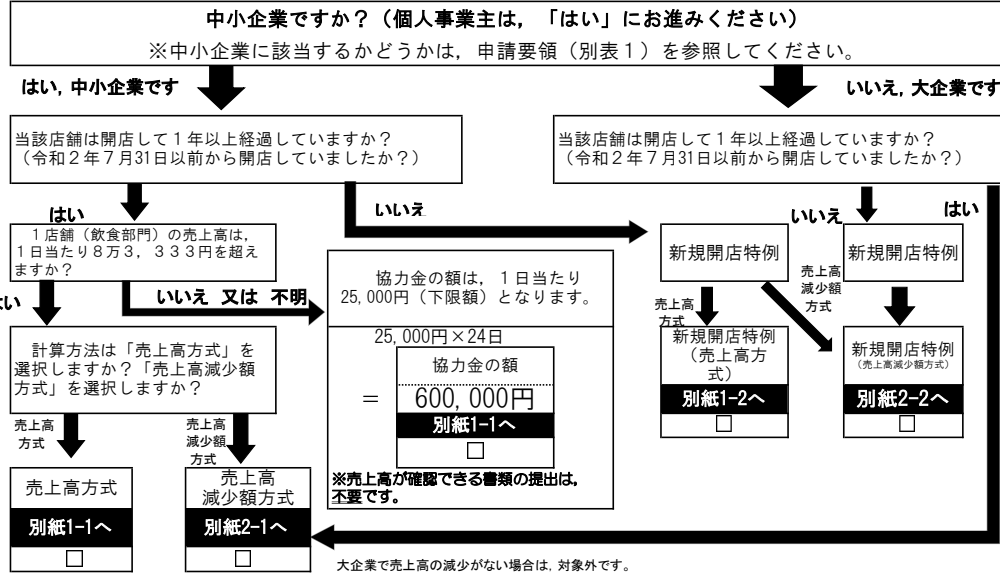 中小企業ですか？（個人事業主は，「はい」にお進みください）
※中小企業に該当するかどうかは，申請要領（別表１）を参照してください。
はい，中小企業です
いいえ，大企業です
当該店舗は開店して１年以上経過していますか？
（令和２年７月31日以前から開店していましたか？）
当該店舗は開店して１年以上経過していますか？
（令和２年７月31日以前から開店していましたか？）
はい
いいえ
いいえ
はい
１店舗（飲食部門）の売上高は，
１日当たり８万３，３３３円を超え
ますか？
はい
いいえ 又は 不明
協力金の額は，１日当たり
25,000円（下限額）となります。
25,000円×24日
協力金の額
＝ 600,000円
別紙1-1へ
□
※売上高が確認できる書類の提出は，
不要です。
新規開店特例
新規開店特例
売上高
方式
売上高
減少額
方式
新規開店特例
（売上高方
式）
別紙1-2へ
□
新規開店特例
（売上高減少額方式）
別紙2-2へ
□
計算方法は「売上高方式」を
選択しますか？「売上高減少額
方式」を選択しますか？
売上高
方式
売上高
減少額
方式
売上高方式
別紙1-1へ
□
売上高
減少額方式
別紙2-1へ
□
大企業で売上高の減少がない場合は，対象外です。